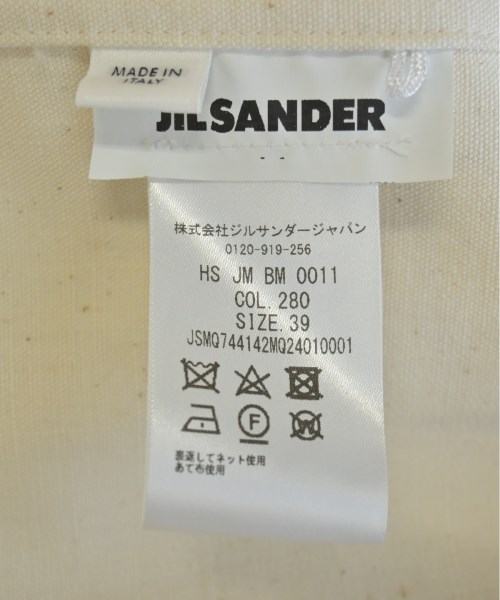 MADE IN
ITALY
JIL SANDER
- -
株式会社ジルサンダージャパン
0120-919-256
HS JM BM 0011
COL. 280
SIZE. 39
JSMQ744142MQ24010001
F
W
裏返してネット使用
あて布使用